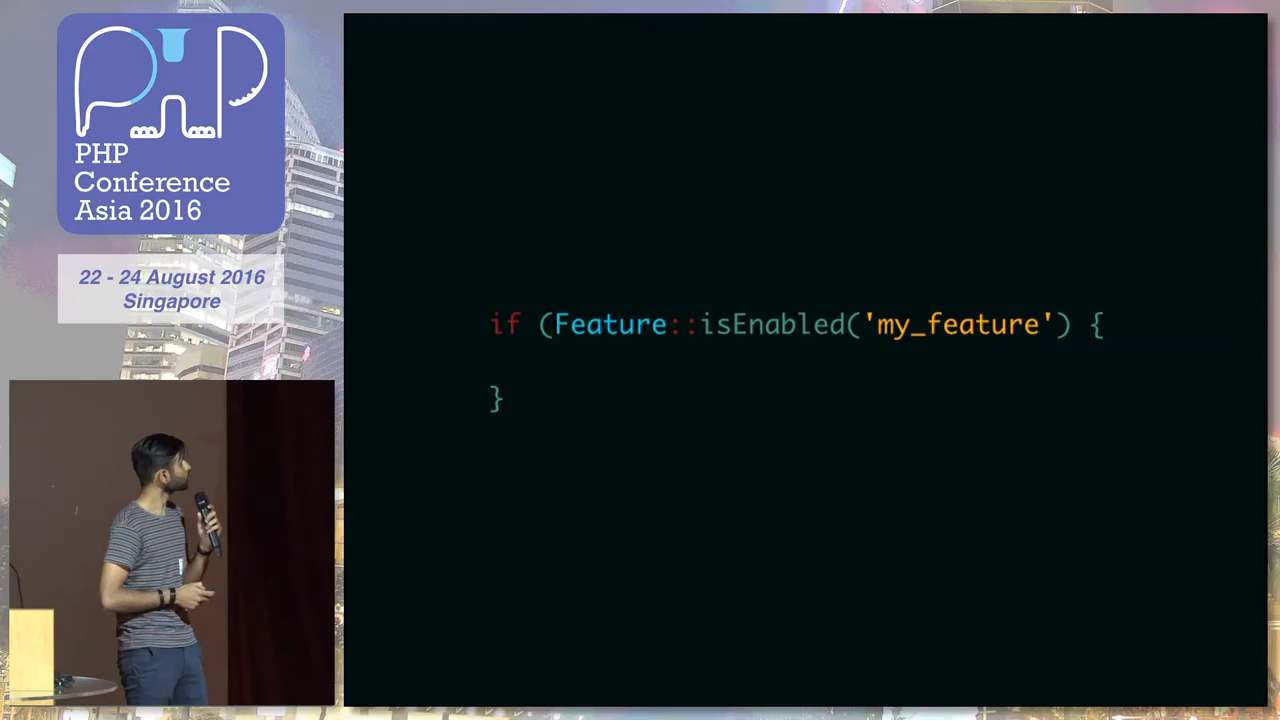 PHP
Conference
Asia 2016
22 - 24 August 2016
Singapore
if (Feature::isEnabled('my_feature') {
}